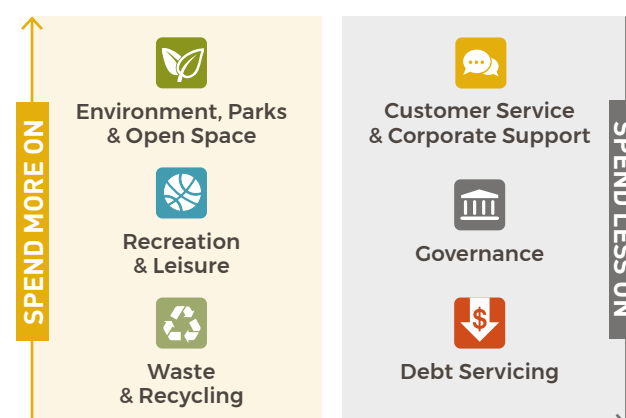 SPEND MORE ON
Environment, Parks
& Open Space
Recreation
& Leisure
Waste
& Recycling
Customer Service
& Corporate Support
Governance
$
Debt Servicing
SPEND LESS ON